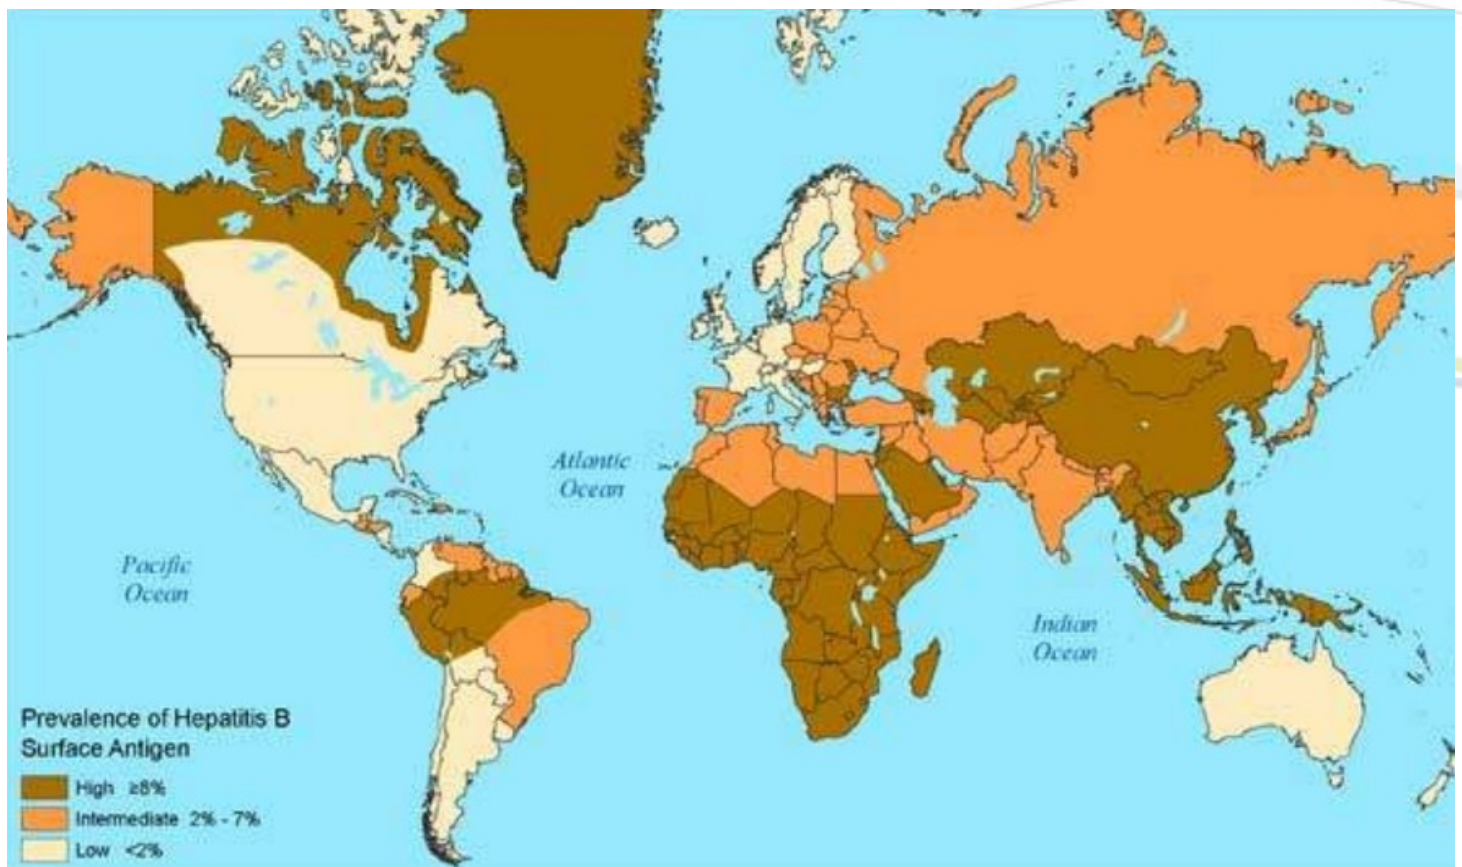 Atlantic
Ocean
Pacific
Ocean
Indian
Ocean
Prevalence of Hepatitis B
Surface Antigen
High ≥8%
Intermediate 2% - 7%
Low <2%